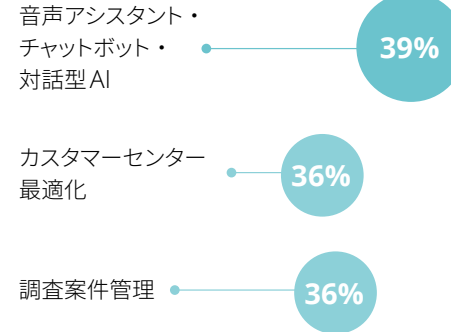 音声アシスタント・
チャットボット・
対話型AI
39%
カスタマーセンター
最適化
36%
調査案件管理
36%